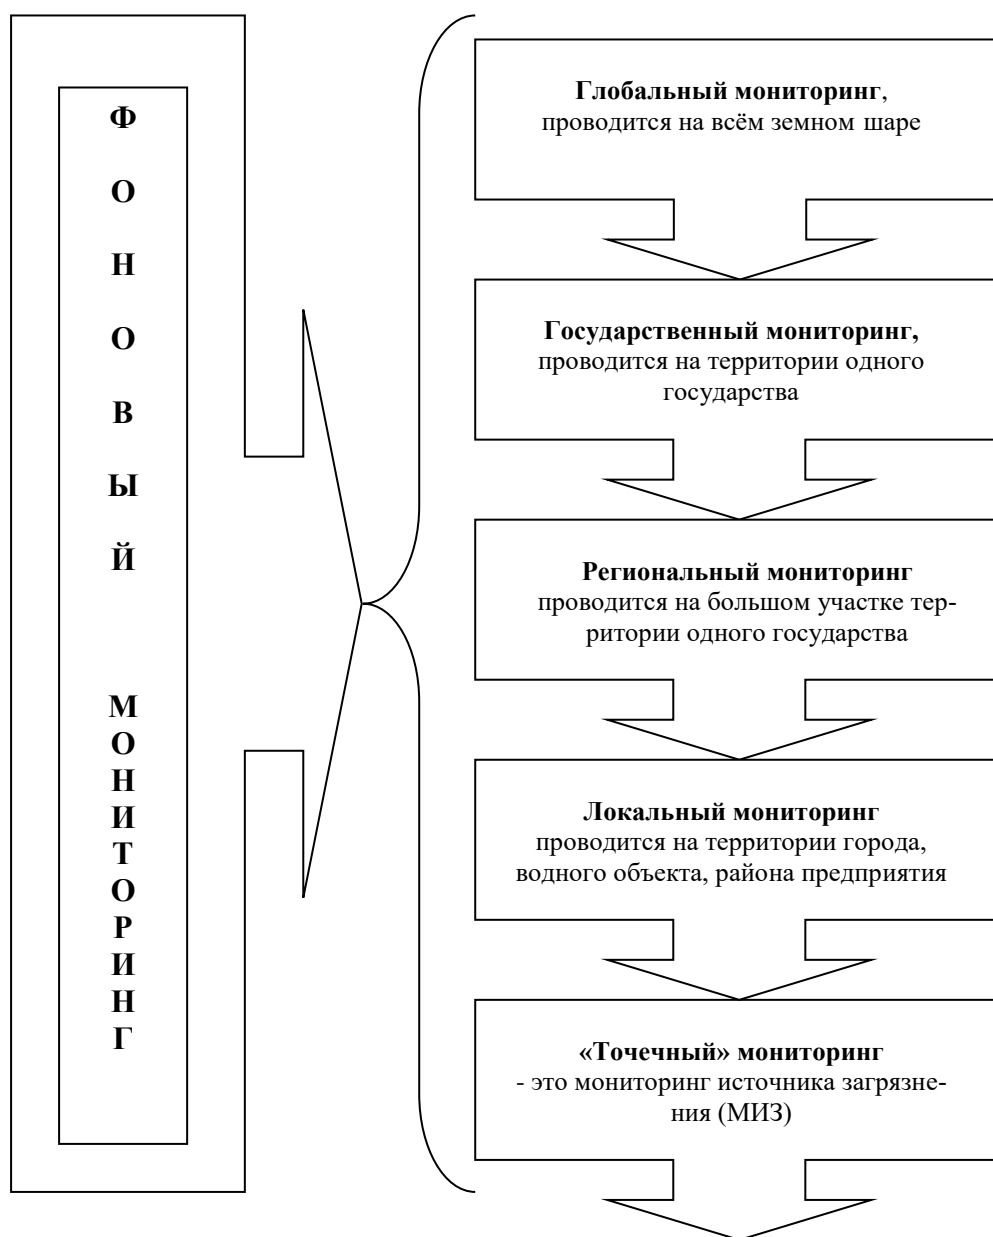 Ф
О
Н
О
В
Ы
Й
М
О
Н
И
Т
О
Р
И
Н
Г
Глобальный мониторинг,
проводится на всём земном шаре
Государственный мониторинг,
проводится на территории одного
государства
Региональный мониторинг
проводится на большом участке тер-
ритории одного государства
Локальный мониторинг
проводится на территории города,
водного объекта, района предприятия
«Точечный» мониторинг
- это мониторинг источника загрязне-
ния (МИЗ)